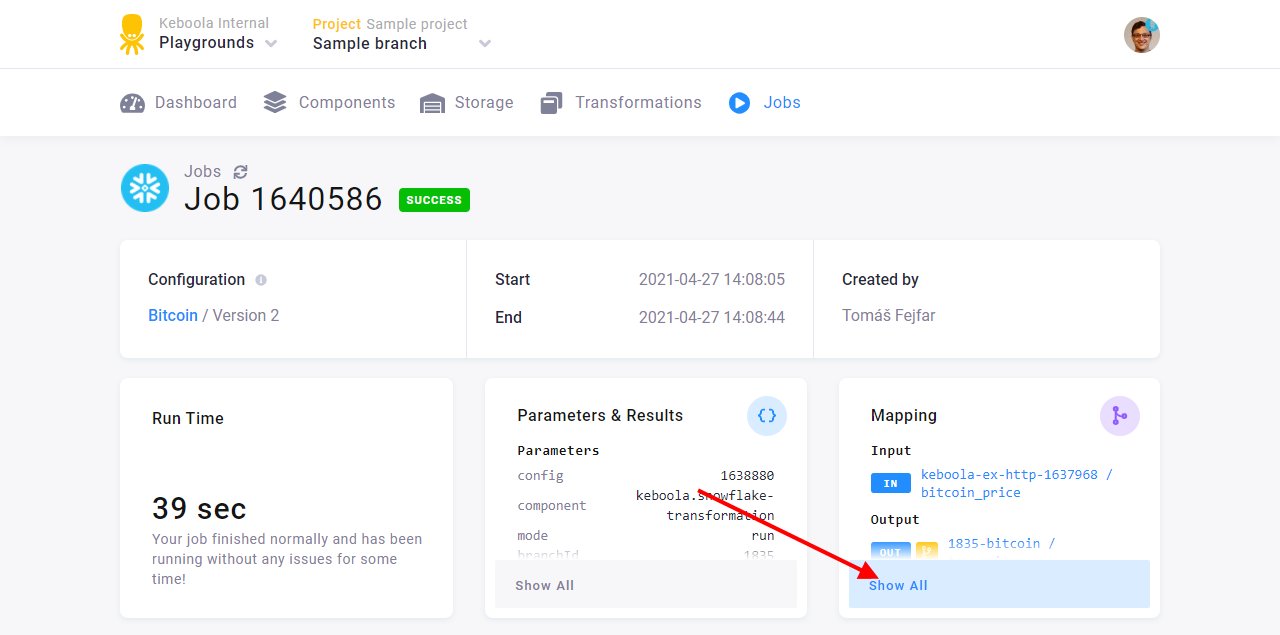 Keboola Internal
Playgrounds
Project Sample project
Sample branch
Dashboard
Components
Storage
Transformations
Jobs
Jobs
Job 1640586
SUCCESS
Configuration
Bitcoin / Version 2
Start 2021-04-27 14:08:05
End 2021-04-27 14:08:44
Created by
Tomáš Fejfar
Run Time
39 sec
Your job finished normally and has been
running without any issues for some
time!
Parameters & Results
Parameters
config 1638880
component keboola.snowflake-
transformation
mode run
branchId 1835
Show All
Mapping
Input
IN keboola-ex-http-1637968 /
bitcoin_price
Output
OUT 1835-bitcoin /
Show All